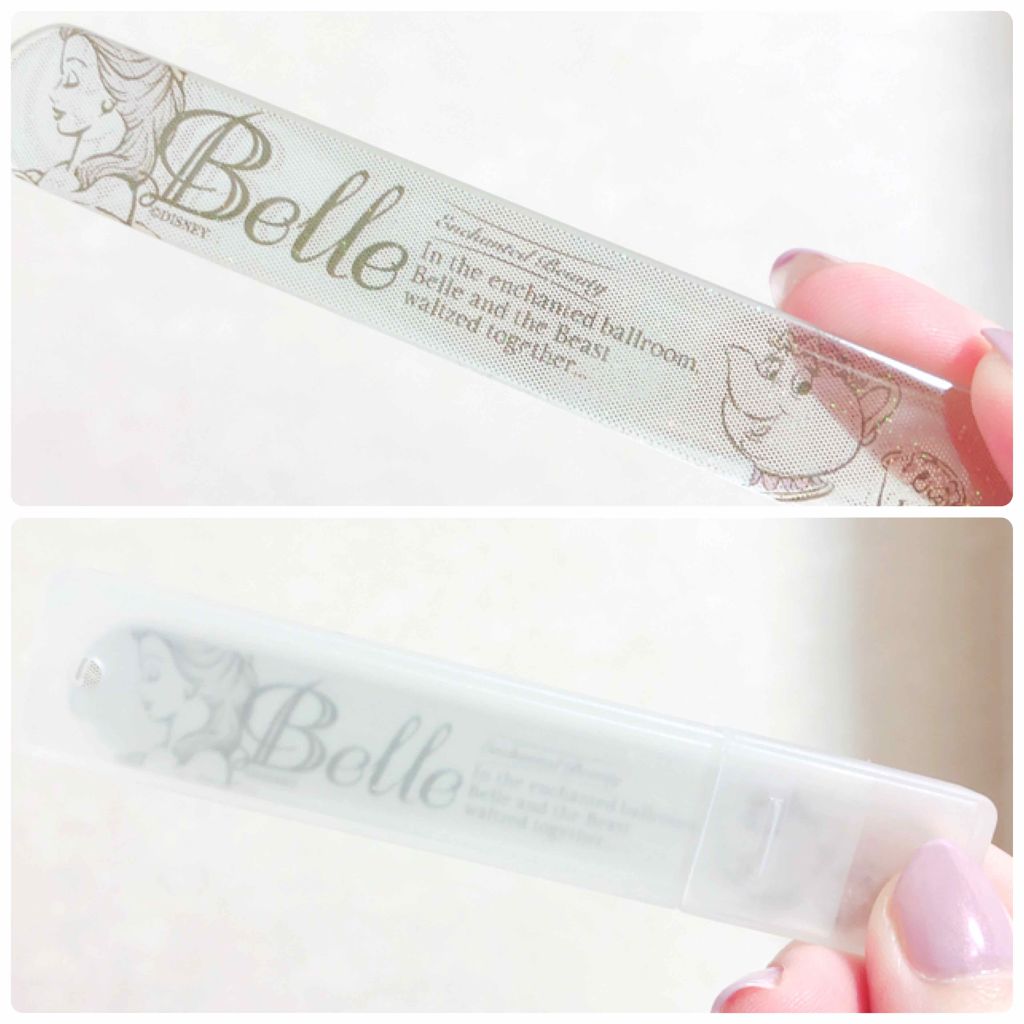 Belle
©DISNEY
Enchanted Beauty
In the enchanted ballroom,
Belle and the Beast
waltzed together...
Belle
Enchanted Beauty
In the enchanted ballroom
Belle and the Beast
waltzed together...